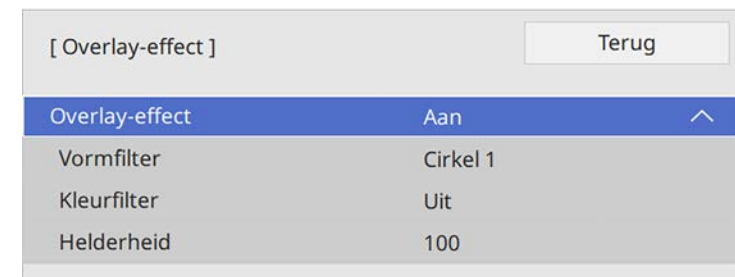 [ Overlay-effect ] Terug
Overlay-effect Aan
Vormfilter Cirkel 1
Kleurfilter Uit
Helderheid 100